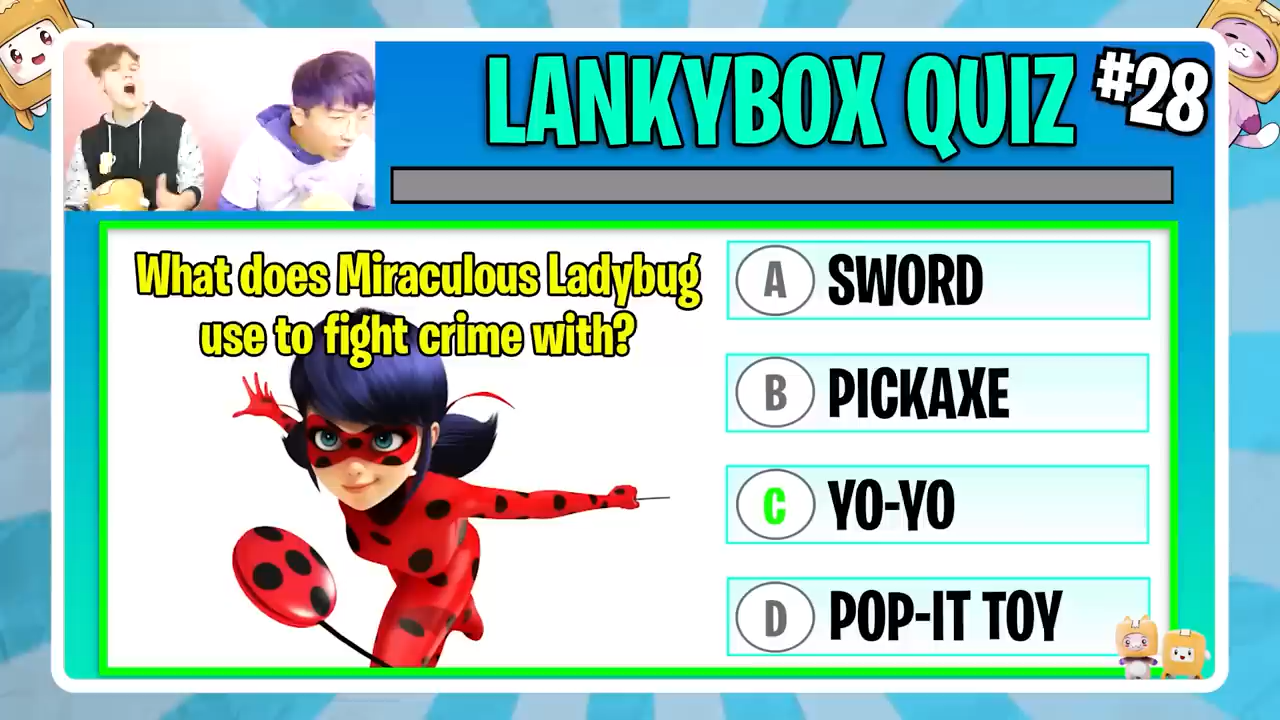 LANKYBOX QUIZ #28
What does Miraculous Ladybug
use to fight crime with?
A SWORD
B PICKAXE
C YO-YO
D POP-IT TOY